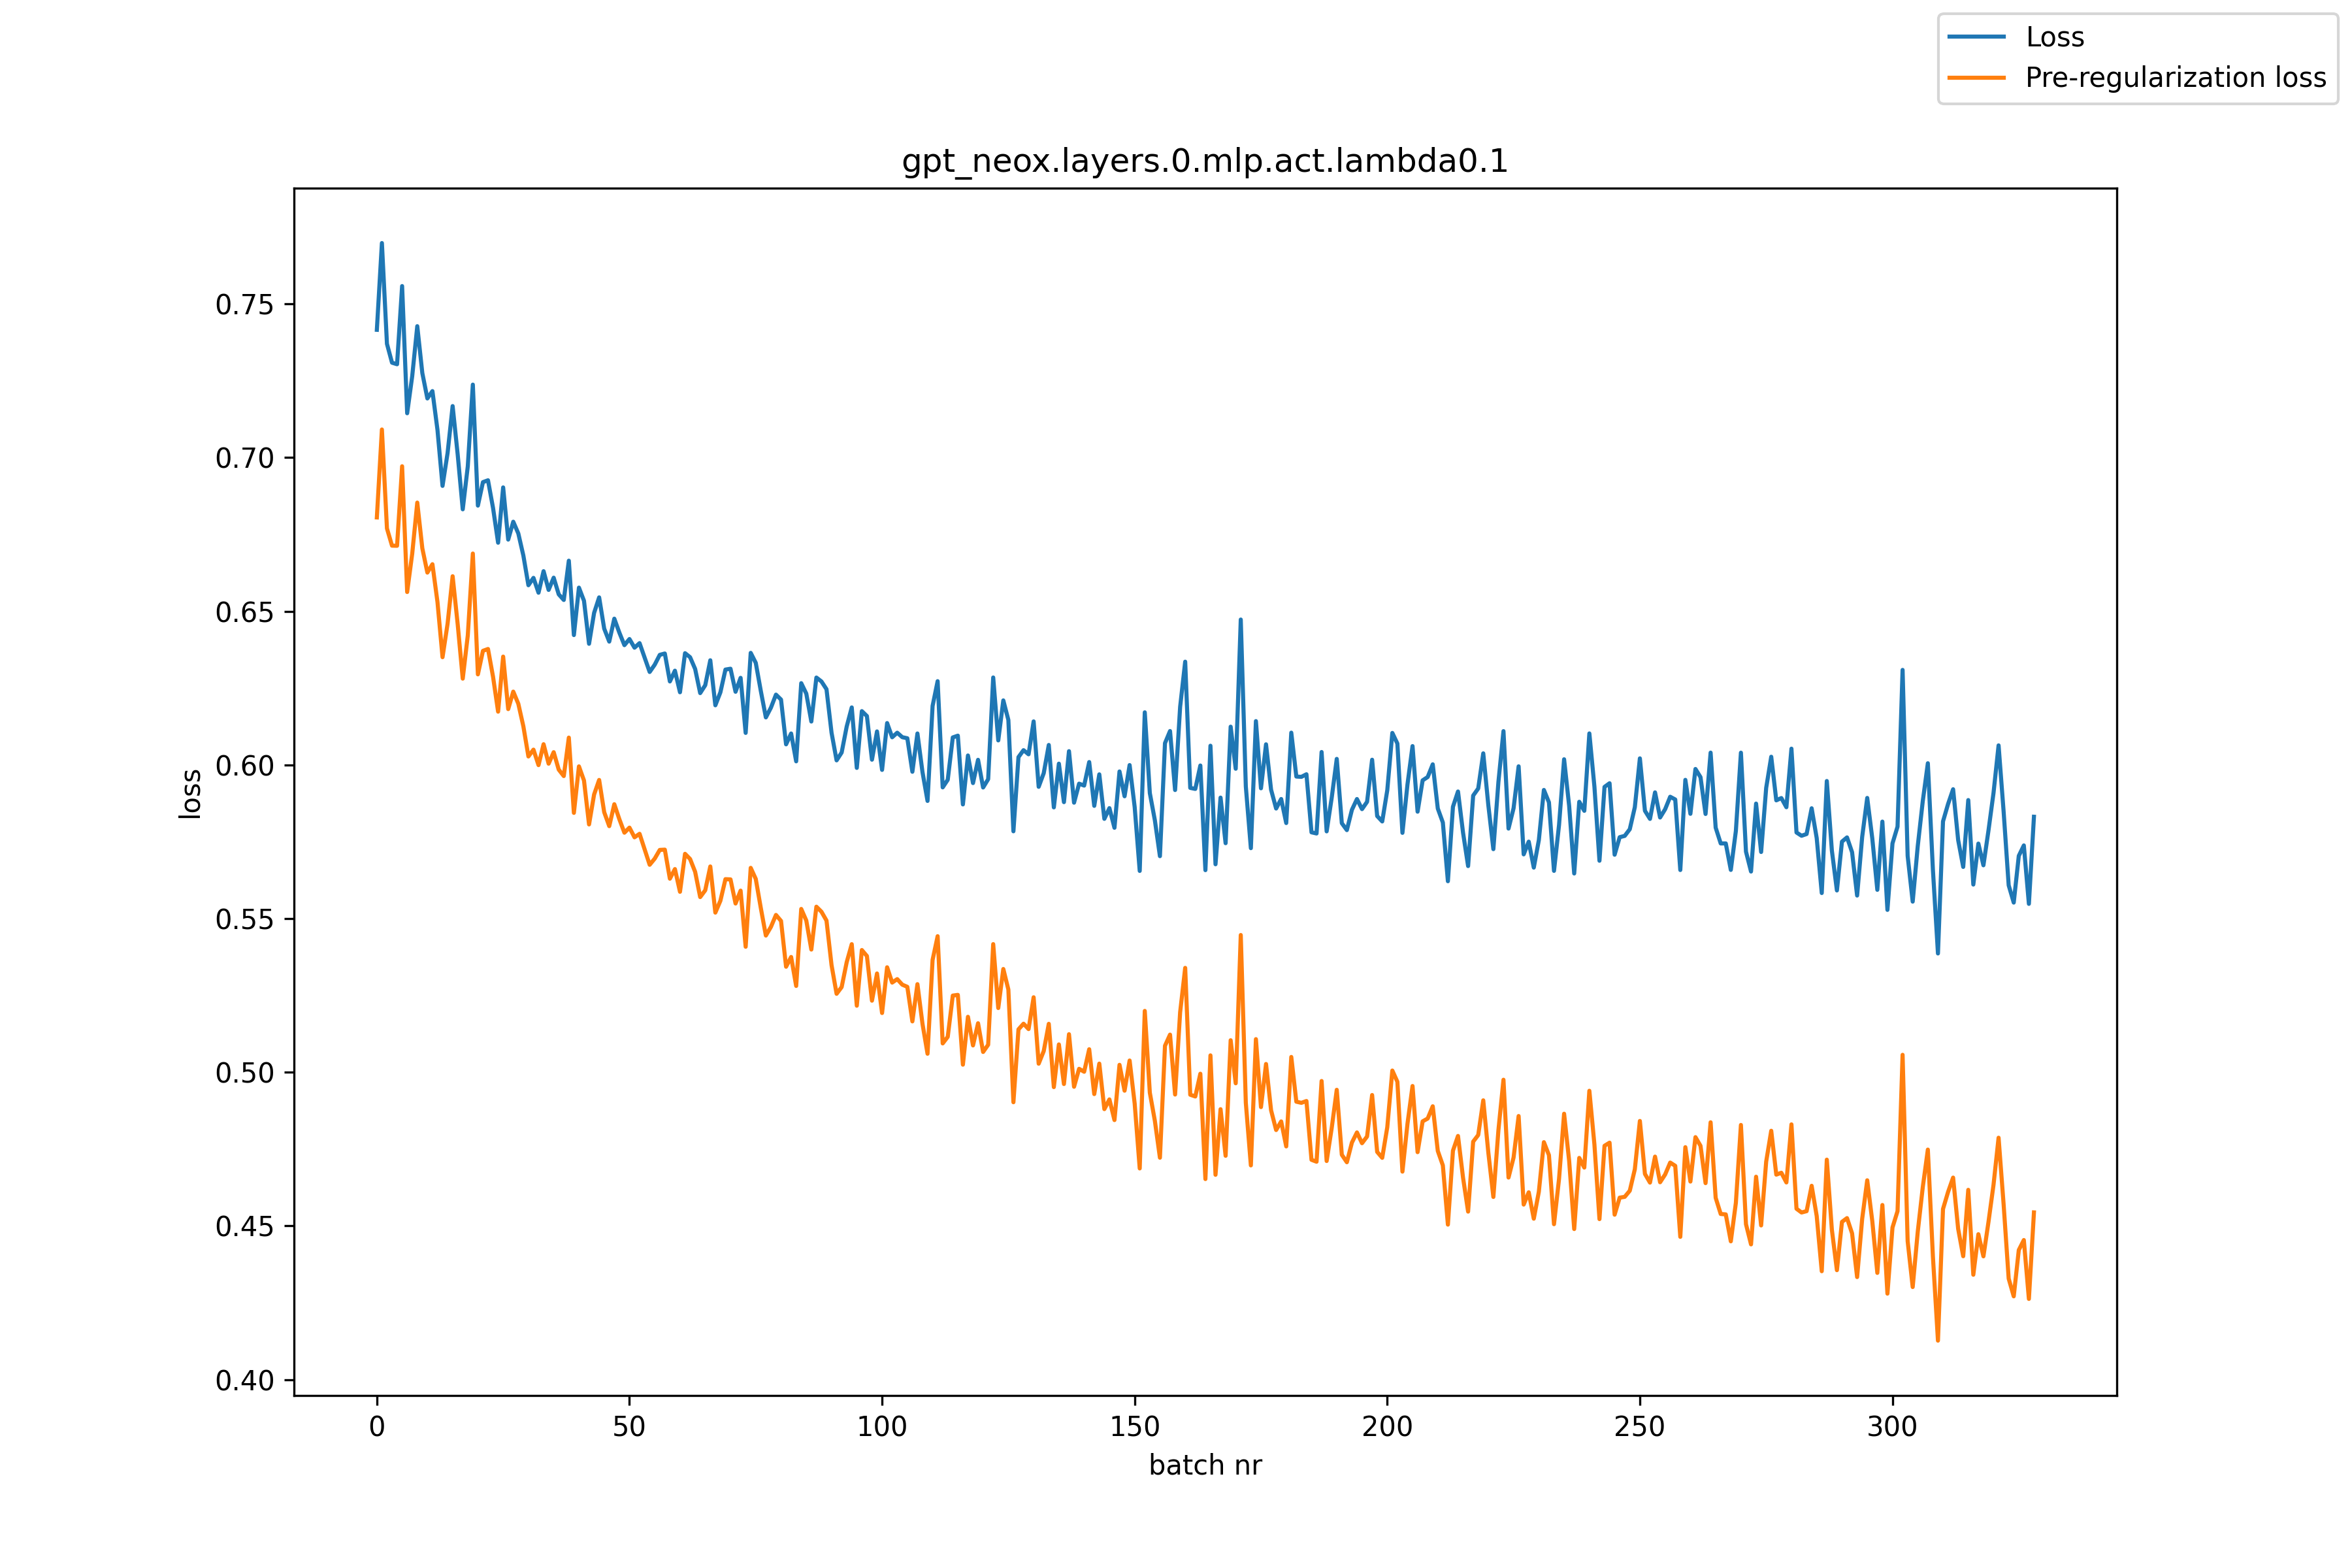 Loss
Pre-regularization loss
gpt_neox.layers.0.mlp.act.lambda0.1
0.75
0.70
0.65
0.60
0.55
0.50
0.45
0.40
loss
0 50 100 150 200 250 300
batch nr